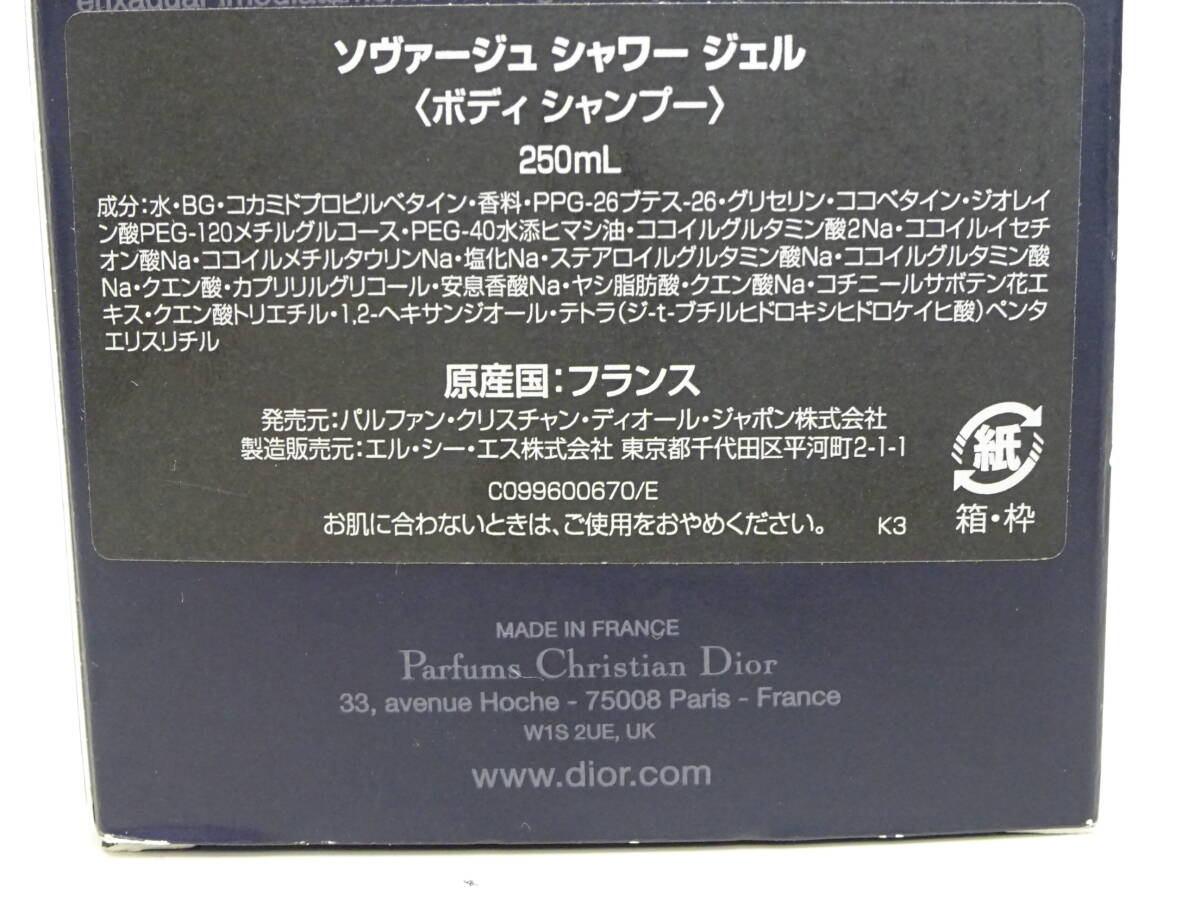 ソヴァージュ シャワー ジェル
〈ボディ シャンプー〉
250mL
成分：水・BG・コカミドプロピルベタイン・香料・PPG-26ブテス-26・グリセリン・ココベタイン・ジオレイ
ン酸PEG-120メチルグルコース・PEG-40水添ヒマシ油・ココイルグルタミン酸2Na・ココイルイセチ
オン酸Na・ココイルメチルタウリンNa・塩化Na・ステアロイルグルタミン酸Na・ココイルグルタミン酸
Na・クエン酸・カプリリルグリコール・安息香酸Na・ヤシ脂肪酸・クエン酸Na・コチニールサボテン花エ
キス・クエン酸トリエチル・1,2-ヘキサンジオール・テトラ(ジ-t-ブチルヒドロキシヒドロケイヒ酸)ペンタ
エリスリチル
原産国：フランス
発売元：パルファン・クリスチャン・ディオール・ジャポン株式会社
製造販売元：エル・シー・エス株式会社 東京都千代田区平河町2-1-1
C099600670/E
お肌に合わないときは、ご使用をおやめください。 K3
紙
箱・枠
MADE IN FRANCE
Parfums Christian Dior
33, avenue Hoche - 75008 Paris - France
W1S 2UE, UK
www.dior.com